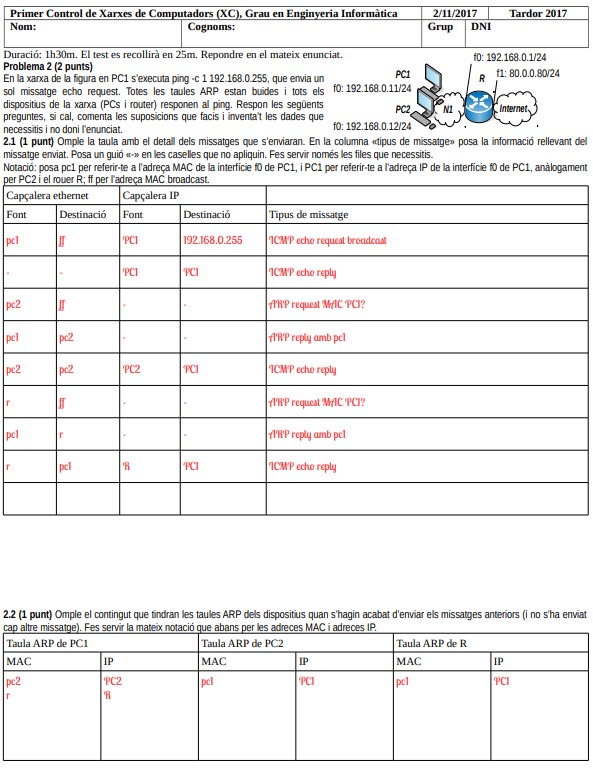 Primer Control de Xarxes de Computadors (XC), Grau en Enginyeria Informàtica 2/11/2017 Tardor 2017
Nom: Cognoms: Grup DNI
Duració: 1h30m. El test es recollirà en 25m. Repondre en el mateix enunciat.
Problema 2 (2 punts)
En la xarxa de la figura en PC1 s'executa ping -c 1 192.168.0.255, que envia un
sol missatge echo request. Totes les taules ARP estan buides i tots els
dispositius de la xarxa (PCs i router) responen al ping. Respon les següents
preguntes, si cal, comenta les suposicions que facis i inventa't les dades que
necessitis i no doni l'enunciat.
f0: 192.168.0.1/24
PC1 R f1: 80.0.0.80/24
f0: 192.168.0.11/24
PC2 N1 Internet
f0: 192.168.0.12/24
2.1 (1 punt) Omple la taula amb el detall dels missatges que s'enviaran. En la columna «tipus de missatge» posa la informació rellevant del
missatge enviat. Posa un guió «-» en les caselles que no apliquin. Fes servir només les files que necessitis.
Notació: posa pc1 per referir-te a l'adreça MAC de la interfície f0 de PC1, i PC1 per referir-te a l'adreça IP de la interfície f0 de PC1, anàlogament
per PC2 i el rouer R; ff per l'adreça MAC broadcast.
Capçalera ethernet Capçalera IP
Font Destinació Font Destinació Tipus de missatge
pc1 ff PC1 192.168.0.255 ICMP echo request broadcast
- - PC1 PC1 ICMP echo reply
pc2 ff - - ARP request MAC PC1?
pc1 pc2 - - ARP reply amb pc1
pc2 pc2 PC2 PC1 ICMP echo reply
r ff - - ARP request MAC PC1?
pc1 r - - ARP reply amb pc1
r pc1 R PC1 ICMP echo reply
2.2 (1 punt) Omple el contingut que tindran les taules ARP dels dispositius quan s'hagin acabat d'enviar els missatges anteriors (i no s'ha enviat
cap altre missatge). Fes servir la mateix notació que abans per les adreces MAC i adreces IP.
Taula ARP de PC1 Taula ARP de PC2 Taula ARP de R
MAC IP MAC IP MAC IP
pc2 PC2 pc1 PC1 pc1 PC1
r R